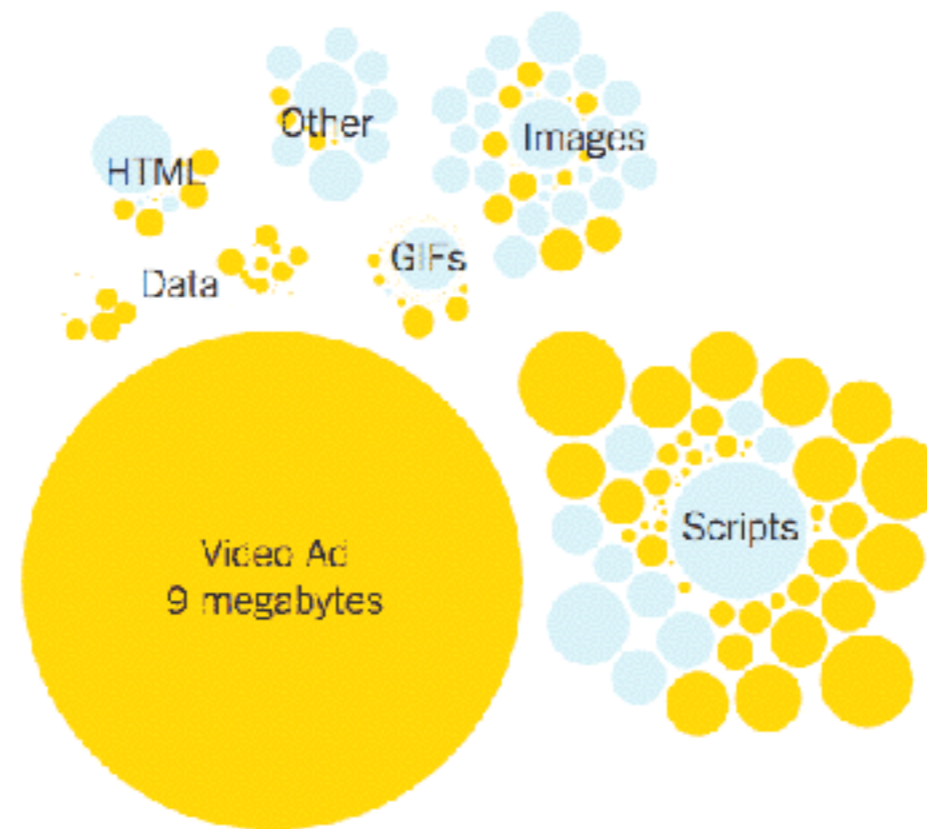 Other
Images
HTML
GIFs
Data
Video Ad
9 megabytes
Scripts